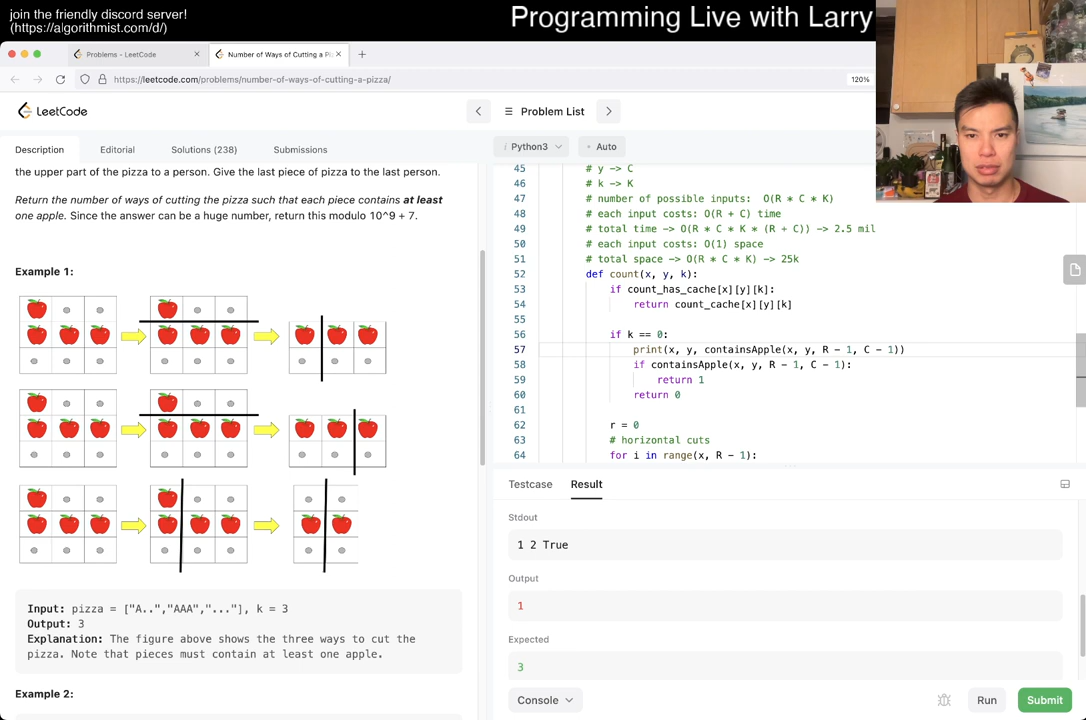 join the friendly discord server!
(https://algorithmist.com/d/)
Programming Live with Larry
Problems - LeetCode
Number of Ways of Cutting a Pi
https://leetcode.com/problems/number-of-ways-of-cutting-a-pizza/
120%
LeetCode
Problem List
Description
Editorial
Solutions (238)
Submissions
i Python3
Auto
the upper part of the pizza to a person. Give the last piece of pizza to the last person.
Return the number of ways of cutting the pizza such that each piece contains at least
one apple. Since the answer can be a huge number, return this modulo 10^9 + 7.
Example 1:
Input: pizza = ["A..","AAA","..."], k = 3
Output: 3
Explanation: The figure above shows the three ways to cut the
pizza. Note that pieces must contain at least one apple.
Example 2:
45 # y -> C
46 # k -> K
47 # number of possible inputs: O(R * C * K)
48 # each input costs: O(R + C) time
49 # total time -> O(R * C * K * (R + C)) -> 2.5 mil
50 # each input costs: O(1) space
51 # total space -> O(R * C * K) -> 25k
52 def count(x, y, k):
53 if count_has_cache[x][y][k]:
54 return count_cache[x][y][k]
55
56 if k == 0:
57 print(x, y, containsApple(x, y, R - 1, C - 1))
58 if containsApple(x, y, R - 1, C - 1):
59 return 1
60 return 0
61
62 r = 0
63 # horizontal cuts
64 for i in range(x, R - 1):
Testcase
Result
Stdout
1 2 True
Output
1
Expected
3
Console
Run
Submit